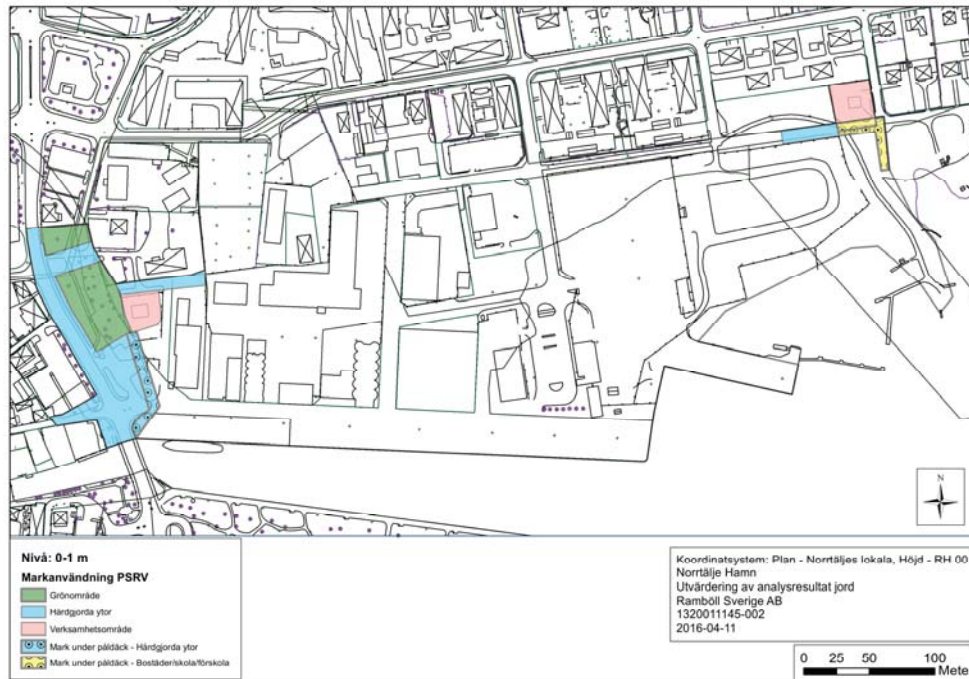 N
Nivå: 0-1 m
Markanvändning PSRV
Grönområde
Hårdgjorda ytor
Verksamhetsområde
Mark under påldäck - Hårdgjorda ytor
Mark under påldäck - Bostäder/skola/förskola
Koordinatsystem: Plan - Norrtäljes lokala, Höjd - RH 00
Norrtälje Hamn
Utvärdering av analysresultat jord
Ramböll Sverige AB
1320011145-002
2016-04-11
0 25 50 100
Mete